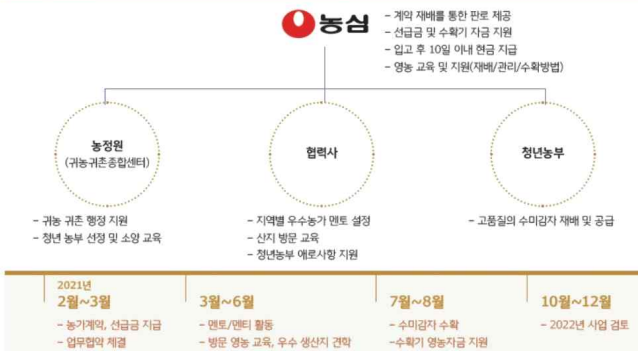 농심
- 계약 재배를 통한 판로 제공
- 선급금 및 수확기 자금 지원
- 입고 후 10일 이내 현금 지급
- 영농 교육 및 지원(재배/관리/수확방법)
농정원
(귀농귀촌종합센터)
협력사
청년농부
- 귀농 귀촌 행정 지원
- 청년 농부 선정 및 소양 교육
- 지역별 우수농가 멘토 설정
- 산지 방문 교육
- 청년농부 애로사항 지원
- 고품질의 수미감자 재배 및 공급
2021년
2월~3월
- 농가계약, 선급금 지급
- 업무협약 체결
3월~6월
- 멘토/멘티 활동
- 방문 영농 교육, 우수 생산지 견학
7월~8월
- 수미감자 수확
-수확기 영농자금 지원
10월~12월
- 2022년 사업 검토